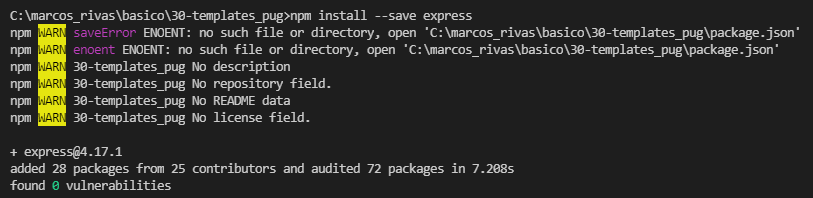 C:\marcos_rivas\basico\30-templates_pug>npm install --save express
npm WARN saveError ENOENT: no such file or directory, open 'C:\marcos_rivas\basico\30-templates_pug\package.json'
npm WARN enoent ENOENT: no such file or directory, open 'C:\marcos_rivas\basico\30-templates_pug\package.json'
npm WARN 30-templates_pug No description
npm WARN 30-templates_pug No repository field.
npm WARN 30-templates_pug No README data
npm WARN 30-templates_pug No license field.
+ express@4.17.1
added 28 packages from 25 contributors and audited 72 packages in 7.208s
found 0 vulnerabilities